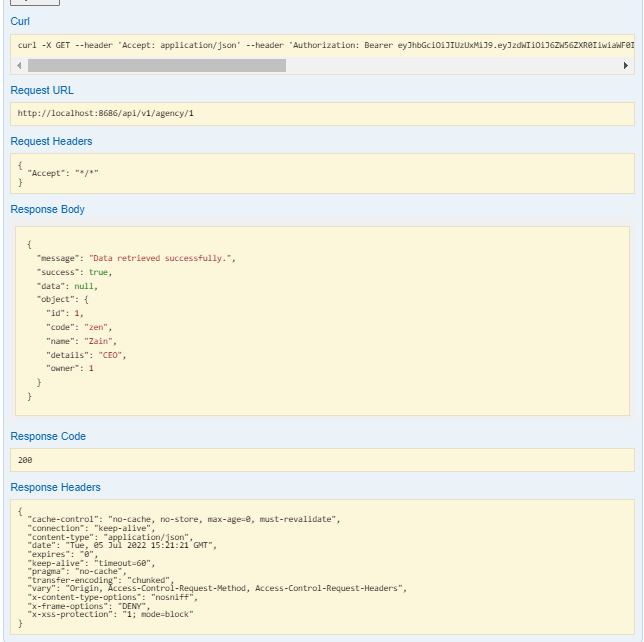 Curl
curl -X GET --header 'Accept: application/json' --header 'Authorization: Bearer eyJhbGciOiJIUzUxMiJ9.eyJzdWIiOiJ6ZW56ZXR0IiwiaWF0I
Request URL
http://localhost:8686/api/v1/agency/1
Request Headers
{
"Accept": "*/*"
}
Response Body
{
"message": "Data retrieved successfully.",
"success": true,
"data": null,
"object": {
"id": 1,
"code": "zen",
"name": "Zain",
"details": "CEO",
"owner": 1
}
}
Response Code
200
Response Headers
{
"cache-control": "no-cache, no-store, max-age=0, must-revalidate",
"connection": "keep-alive",
"content-type": "application/json",
"date": "Tue, 05 Jul 2022 15:21:21 GMT",
"expires": "0",
"keep-alive": "timeout=60",
"pragma": "no-cache",
"transfer-encoding": "chunked",
"vary": "Origin, Access-Control-Request-Method, Access-Control-Request-Headers",
"x-content-type-options": "nosniff",
"x-frame-options": "DENY",
"x-xss-protection": "1; mode=block"
}